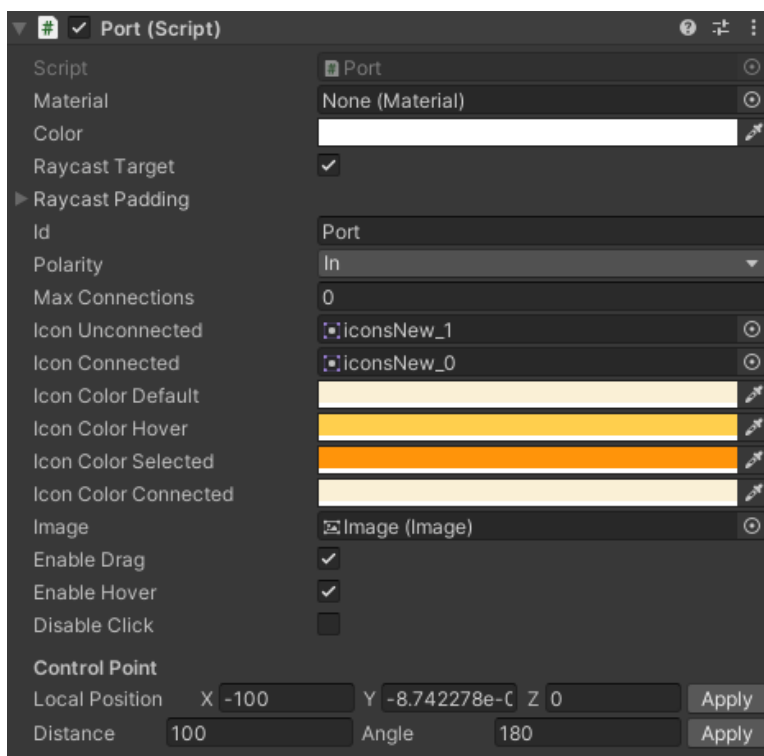 Port (Script)
Script Port
Material None (Material)
Color
Raycast Target
Raycast Padding
Id Port
Polarity In
Max Connections 0
Icon Unconnected iconsNew_1
Icon Connected iconsNew_0
Icon Color Default
Icon Color Hover
Icon Color Selected
Icon Color Connected
Image Image (Image)
Enable Drag
Enable Hover
Disable Click
Control Point
Local Position X -100 Y -8.742278e-0 Z 0 Apply
Distance 100 Angle 180 Apply